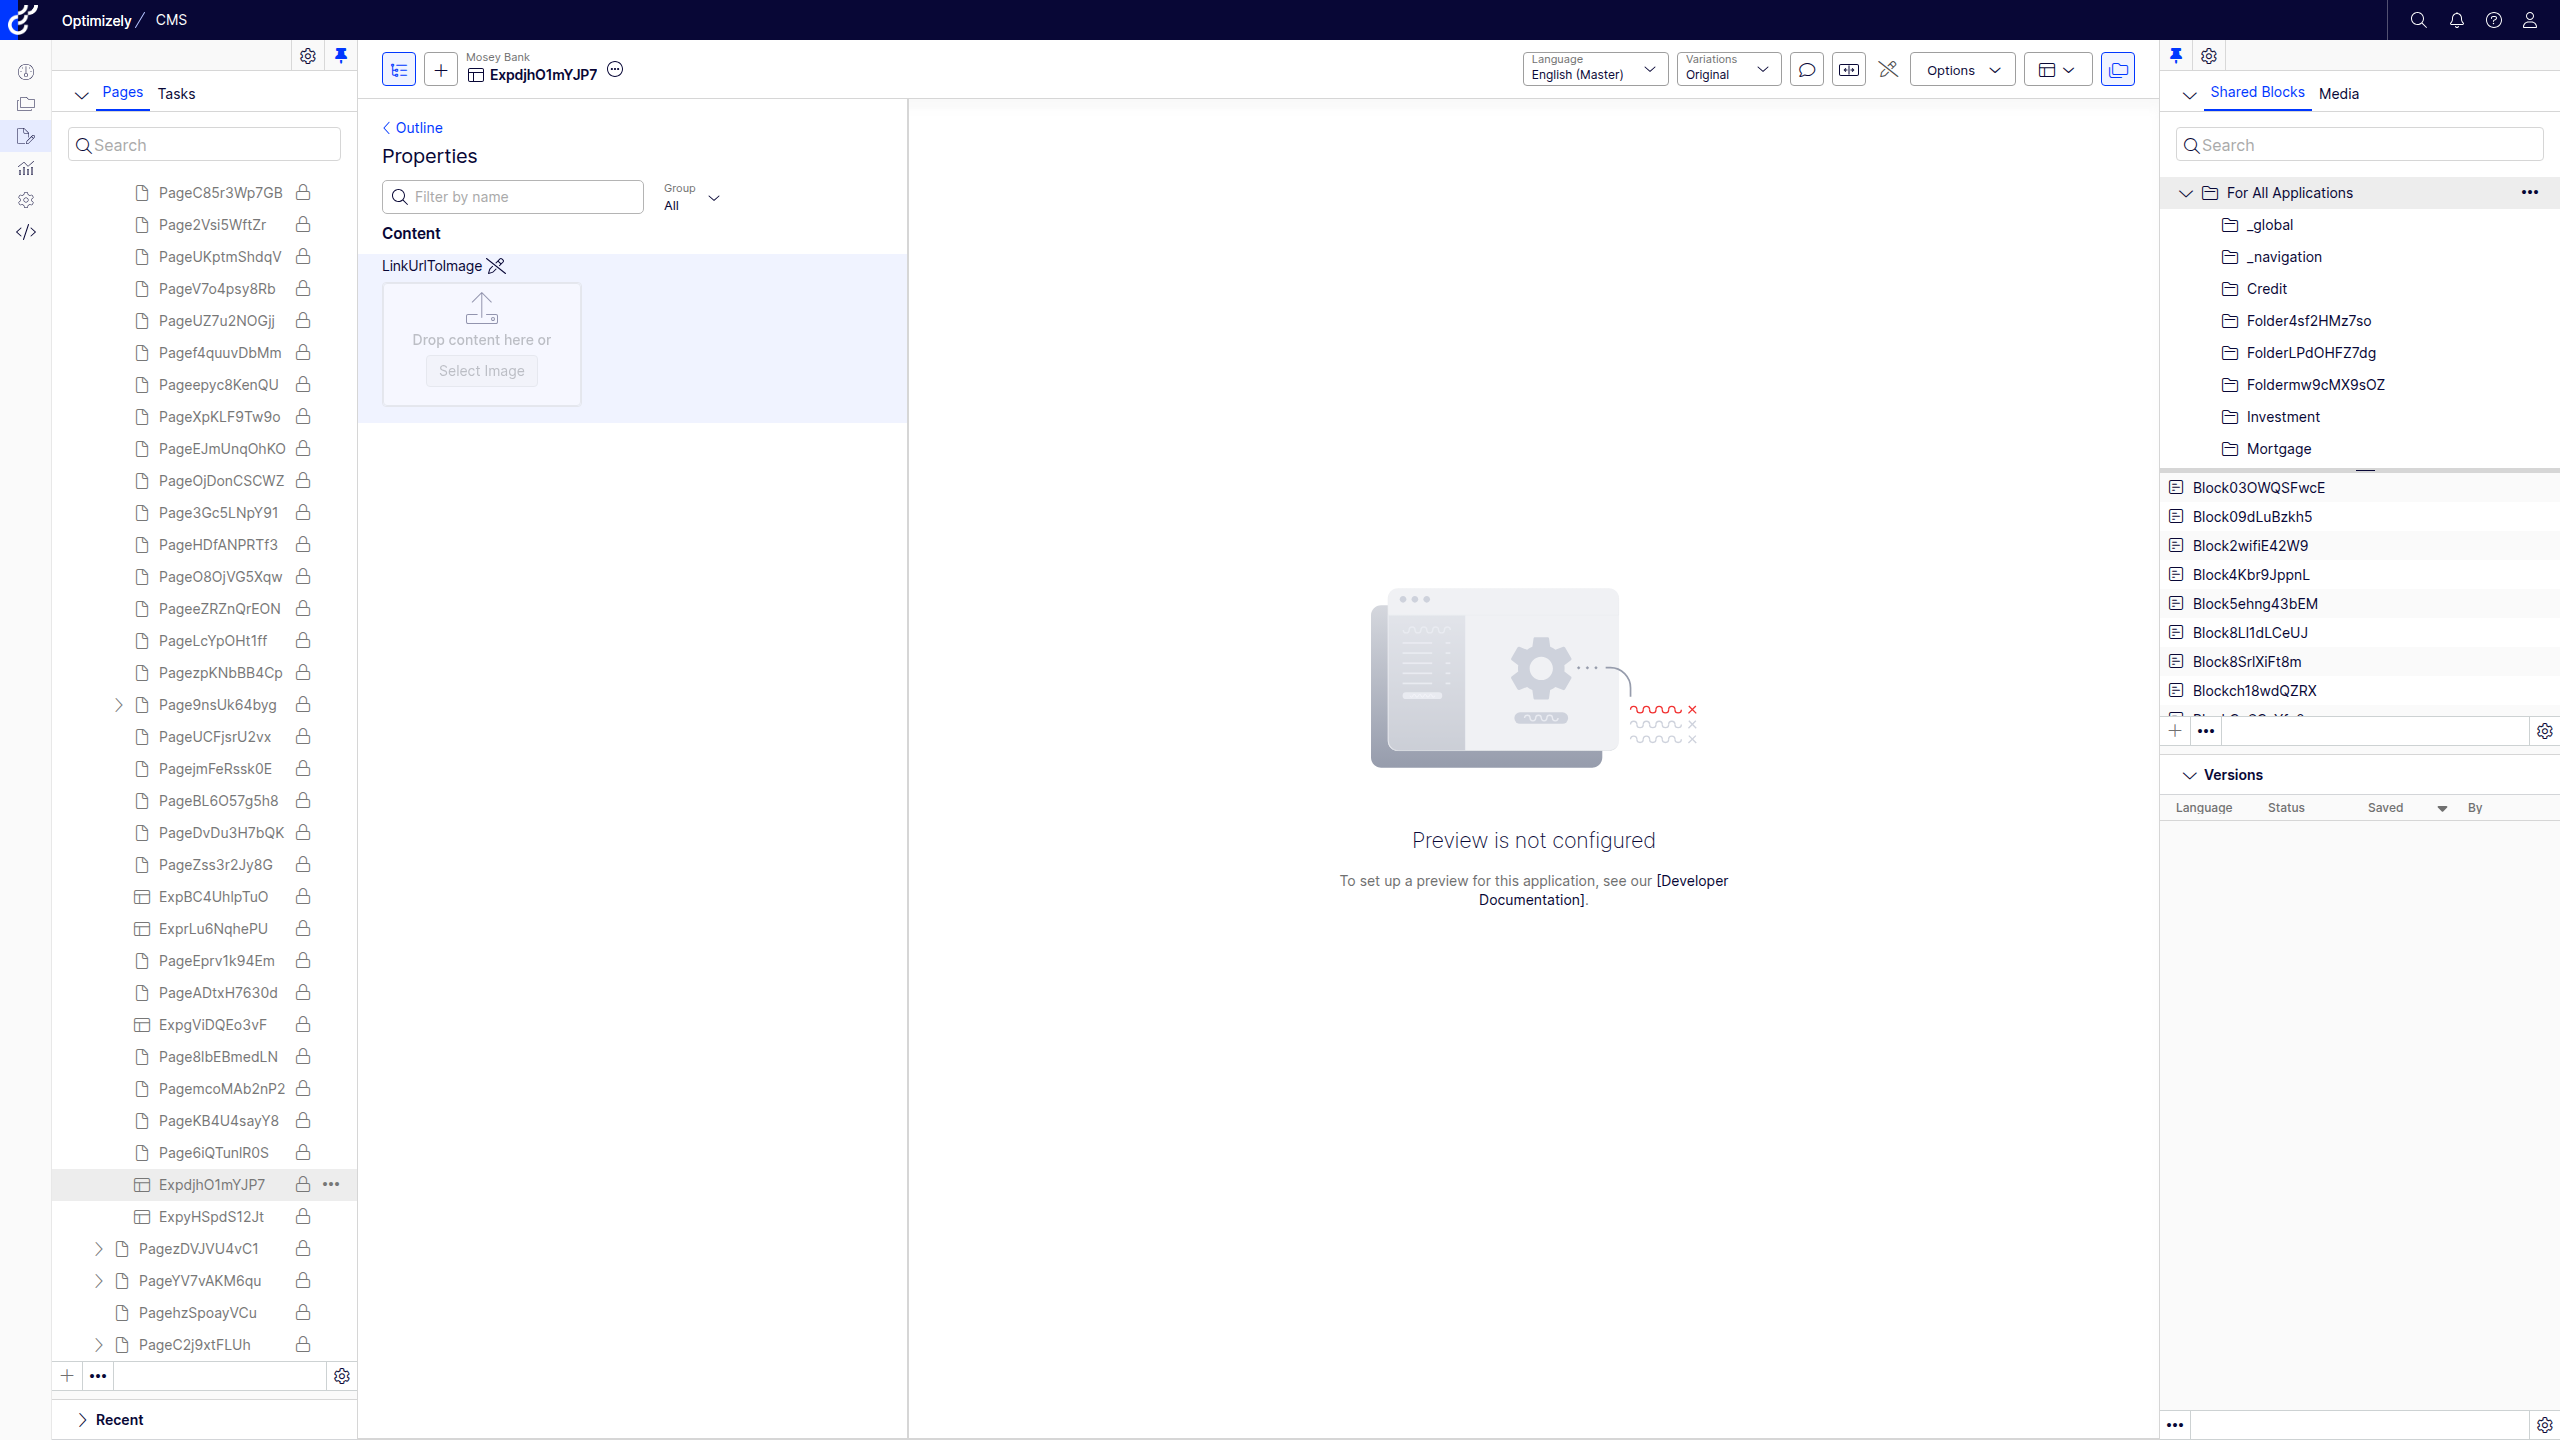 Optimizely / CMS
Pages
Tasks
Search
PageC85r3Wp7GB
Page2Vsi5WftZr
PageUKptmShdqV
PageV7o4psy8Rb
PageUZ7u2NOGjj
Pagef4quuvDbMm
Pageepyc8KenQU
PageXpKLF9Tw9o
PageEJmUnqOhKO
PageOjDonCSCWZ
Page3Gc5LNpY91
PageHDfANPRTf3
PageO8OjVG5Xqw
PageeZRZnQrEON
PageLcYpOHt1ff
PagezpKNbBB4Cp
Page9nsUk64byg
PageUCFjsrU2vx
PagejmFeRssk0E
PageBL6O57g5h8
PageDvDu3H7bQK
PageZss3r2Jy8G
ExpBC4UhlpTuO
ExprLu6NqhePU
PageEprv1k94Em
PageADtxH7630d
ExpgViDQEo3vF
Page8lbEBmedLN
PagemcoMAb2nP2
PageKB4U4sayY8
Page6iQTunlR0S
ExpdjhO1mYJP7
ExpyHSpdS12Jt
PagezDVJVU4vC1
PageYV7vAKM6qu
PagehzSpoayVCu
PageC2j9xtFLUh
Recent
Mosey Bank
ExpdjhO1mYJP7
Language
English (Master)
Variations
Original
Options
Outline
Properties
Filter by name
Group
All
Content
LinkUrlToImage
Drop content here or
Select Image
Preview is not configured
To set up a preview for this application, see our [Developer
Documentation].
Shared Blocks
Media
Search
For All Applications
_global
_navigation
Credit
Folder4sf2HMz7so
FolderLPdOHFZ7dg
Foldermw9cMX9sOZ
Investment
Mortgage
Block03OWQSFwcE
Block09dLuBzkh5
Block2wifiE42W9
Block4Kbr9JppnL
Block5ehng43bEM
Block8Ll1dLCeUJ
Block8SrlXiFt8m
Blockch18wdQZRX
Versions
Language
Status
Saved
By